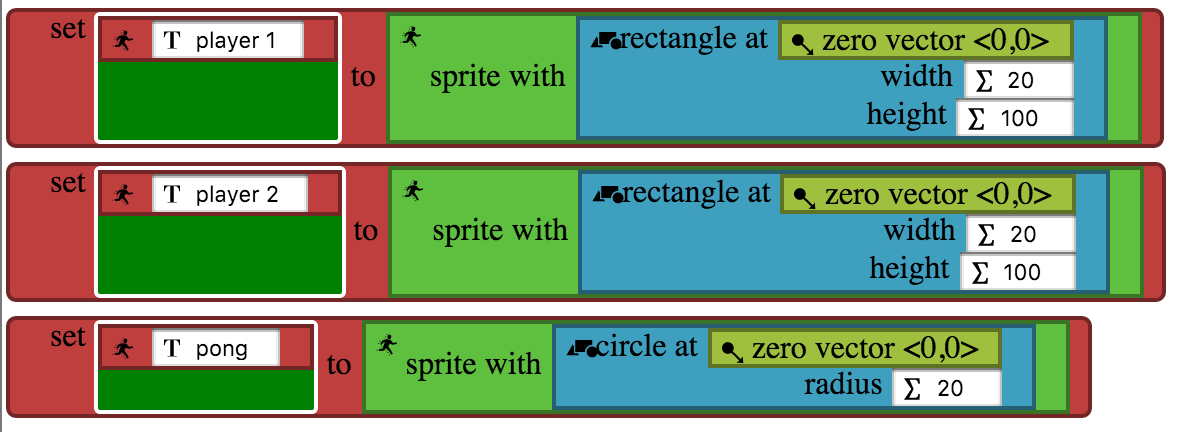 set T player 1 to sprite with rectangle at zero vector <0,0>
width Σ 20
height Σ 100
set T player 2 to sprite with rectangle at zero vector <0,0>
width Σ 20
height Σ 100
set T pong to sprite with circle at zero vector <0,0>
radius Σ 20